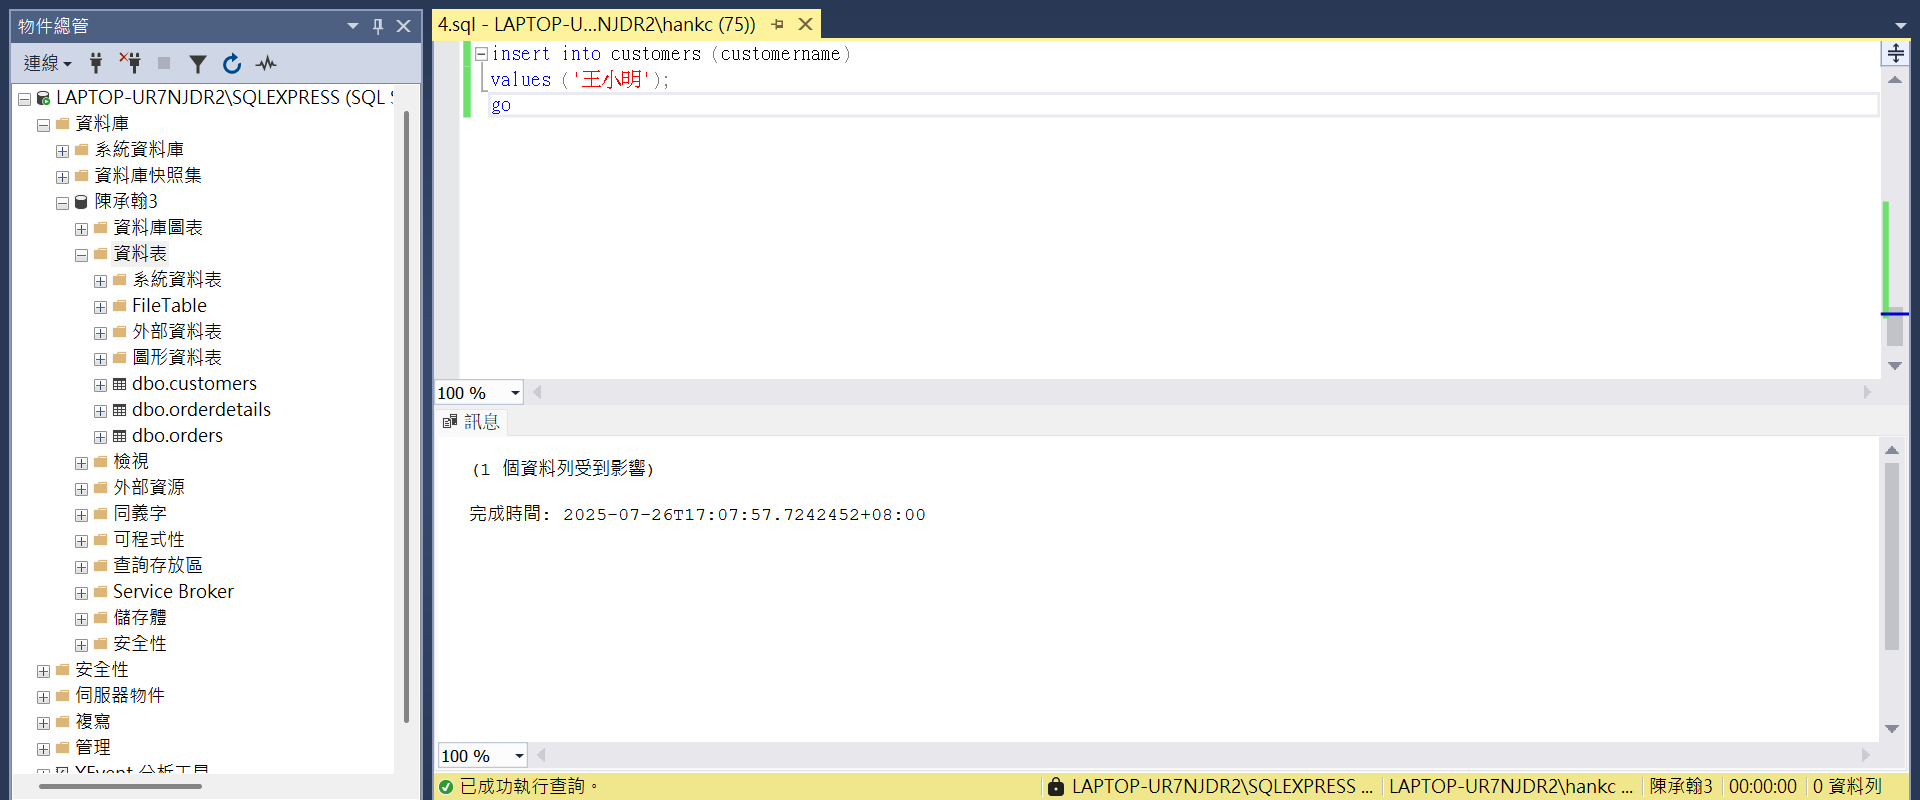 物件總管
連線
LAPTOP-UR7NJDR2\SQLEXPRESS (SQL S
資料庫
系統資料庫
資料庫快照集
陳承翰3
資料庫圖表
資料表
系統資料表
FileTable
外部資料表
圖形資料表
dbo.customers
dbo.orderdetails
dbo.orders
檢視
外部資源
同義字
可程式性
查詢存放區
Service Broker
儲存體
安全性
安全性
伺服器物件
複寫
管理
XEvent 分析工具
4.sql - LAPTOP-U...NJDR2\hankc (75))
insert into customers (customername)
values ('王小明');
go
100 %
訊息
(1 個資料列受到影響)
完成時間: 2025-07-26T17:07:57.7242452+08:00
100 %
已成功執行查詢。
LAPTOP-UR7NJDR2\SQLEXPRESS ...
LAPTOP-UR7NJDR2\hankc ...
陳承翰3
00:00:00
0 資料列